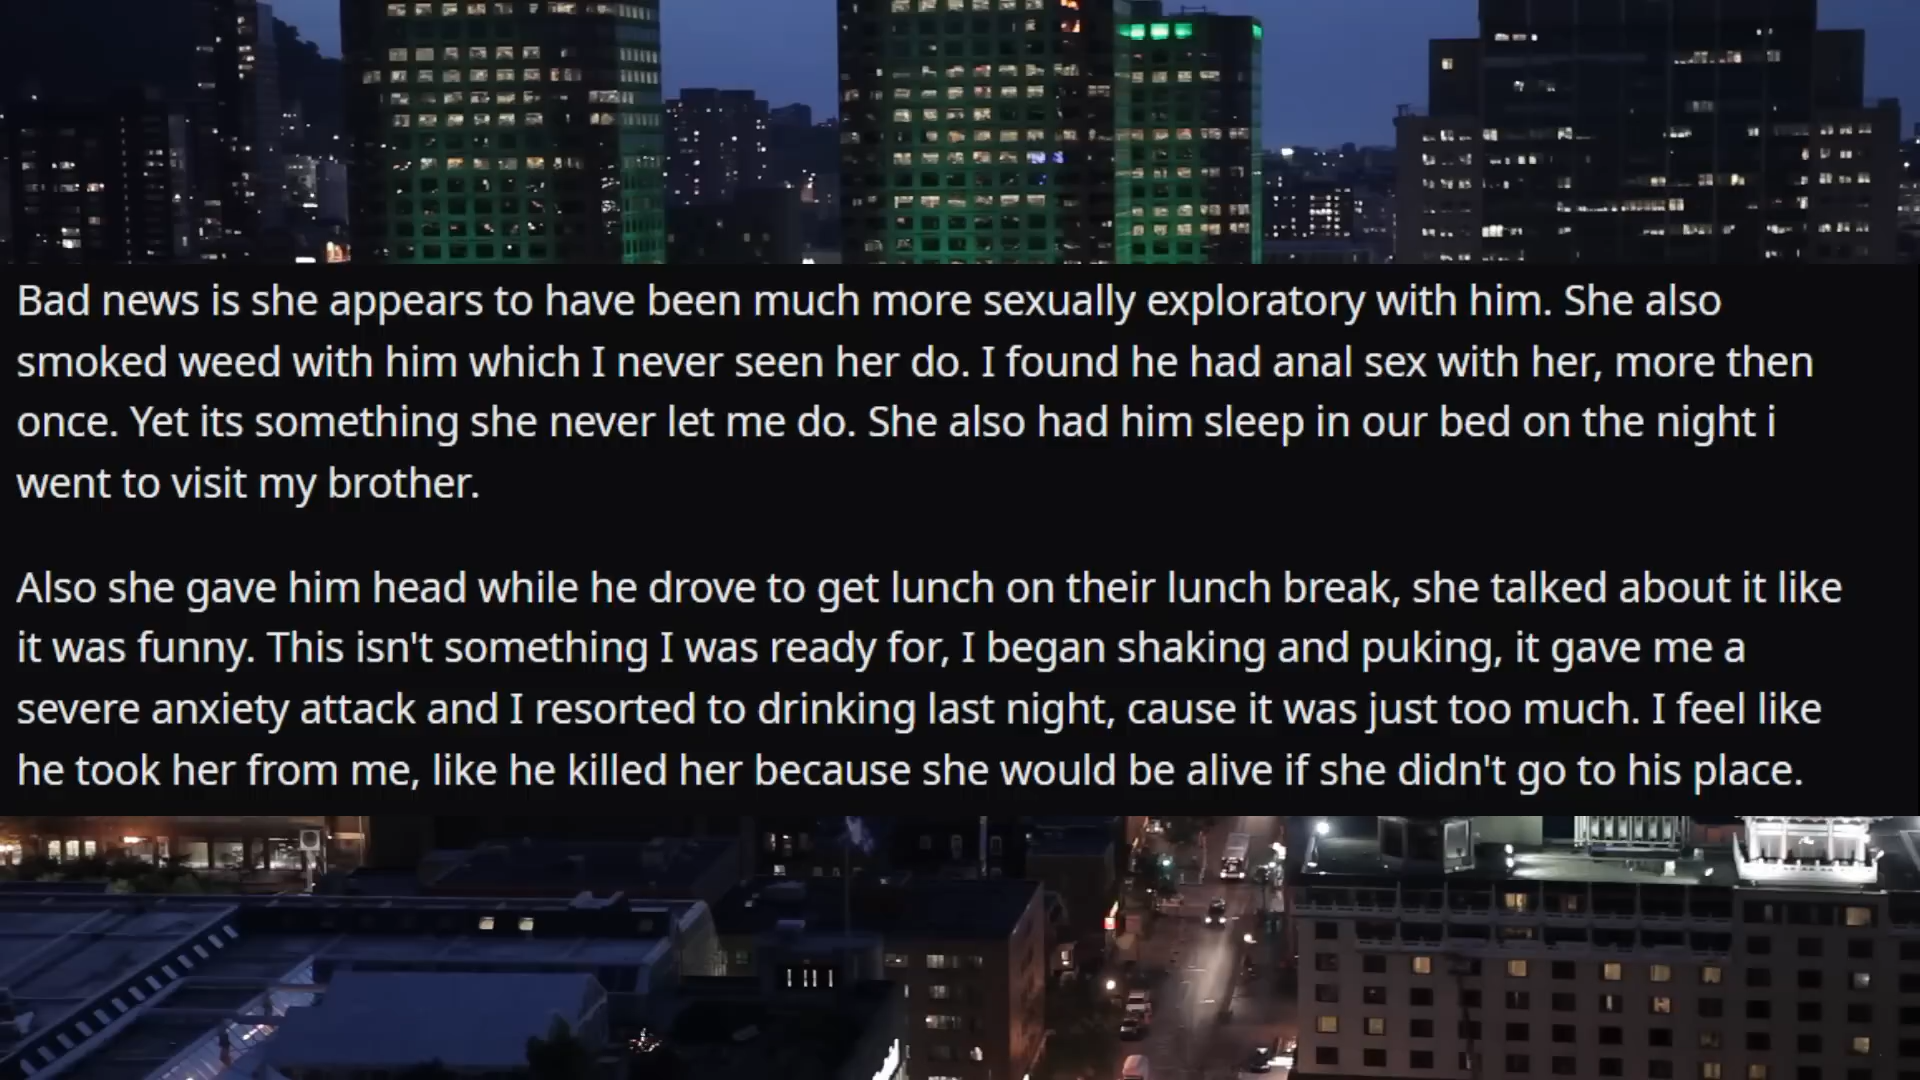 Bad news is she appears to have been much more sexually exploratory with him. She also
smoked weed with him which I never seen her do. I found he had anal sex with her, more then
once. Yet its something she never let me do. She also had him sleep in our bed on the night i
went to visit my brother.
Also she gave him head while he drove to get lunch on their lunch break, she talked about it like
it was funny. This isn't something I was ready for, I began shaking and puking, it gave me a
severe anxiety attack and I resorted to drinking last night, cause it was just too much. I feel like
he took her from me, like he killed her because she would be alive if she didn't go to his place.